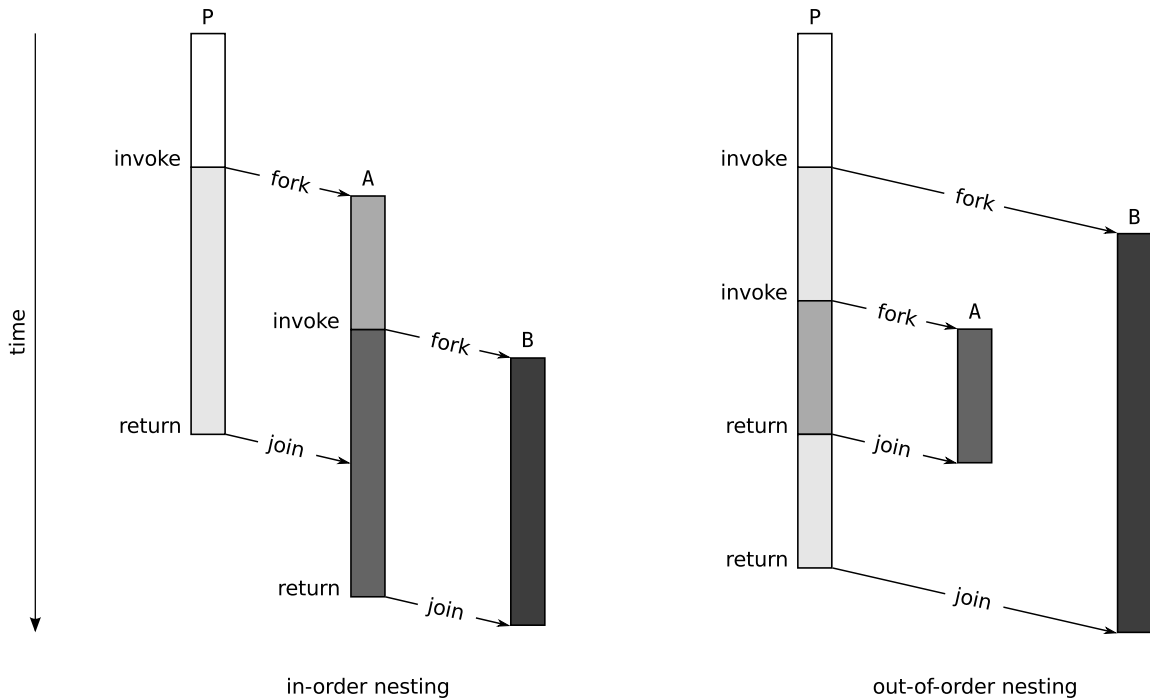 P
P
invoke
invoke
fork
A
fork
B
invoke
invoke
fork
A
fork
B
time
return
join
return
join
return
return
join
join
in-order nesting
out-of-order nesting